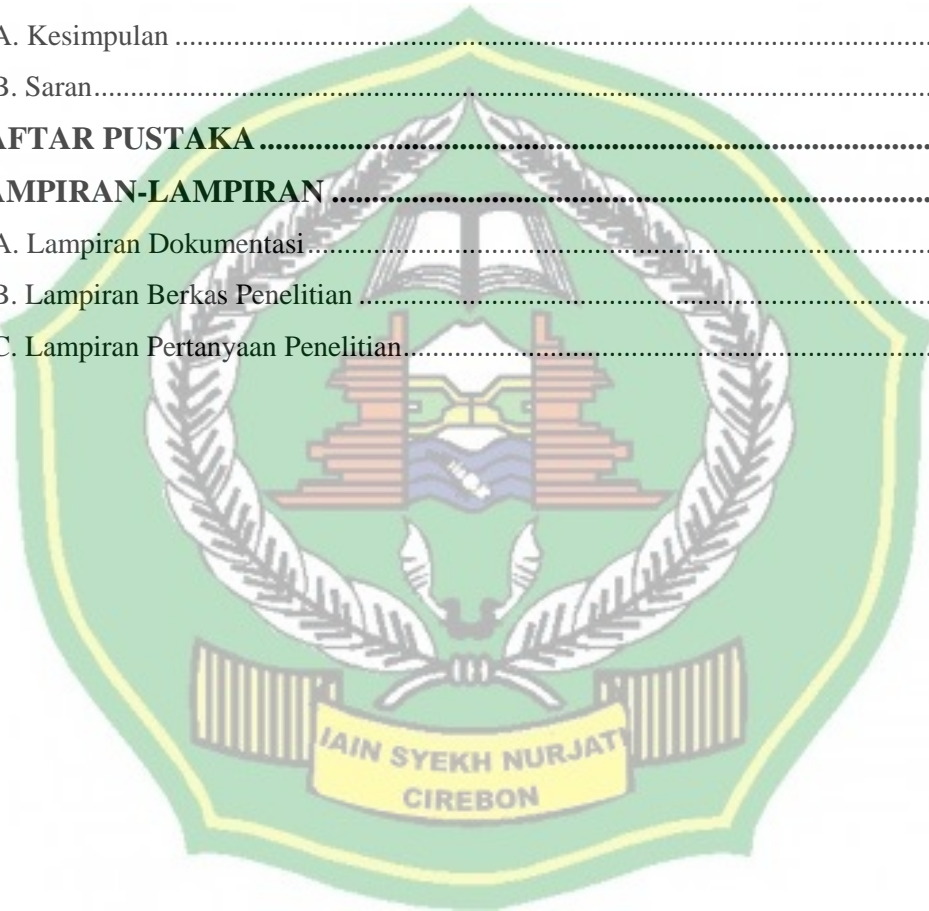 A. Kesimpulan ............................................................................................................
B. Saran......................................................................................................................
AFTAR PUSTAKA ...............................................................................................
AMPIRAN-LAMPIRAN .....................................................................................
A. Lampiran Dokumentasi.........................................................................................
B. Lampiran Berkas Penelitian ..................................................................................
C. Lampiran Pertanyaan Penelitian............................................................................
IAIN SYEKH NURJATI
CIREBON